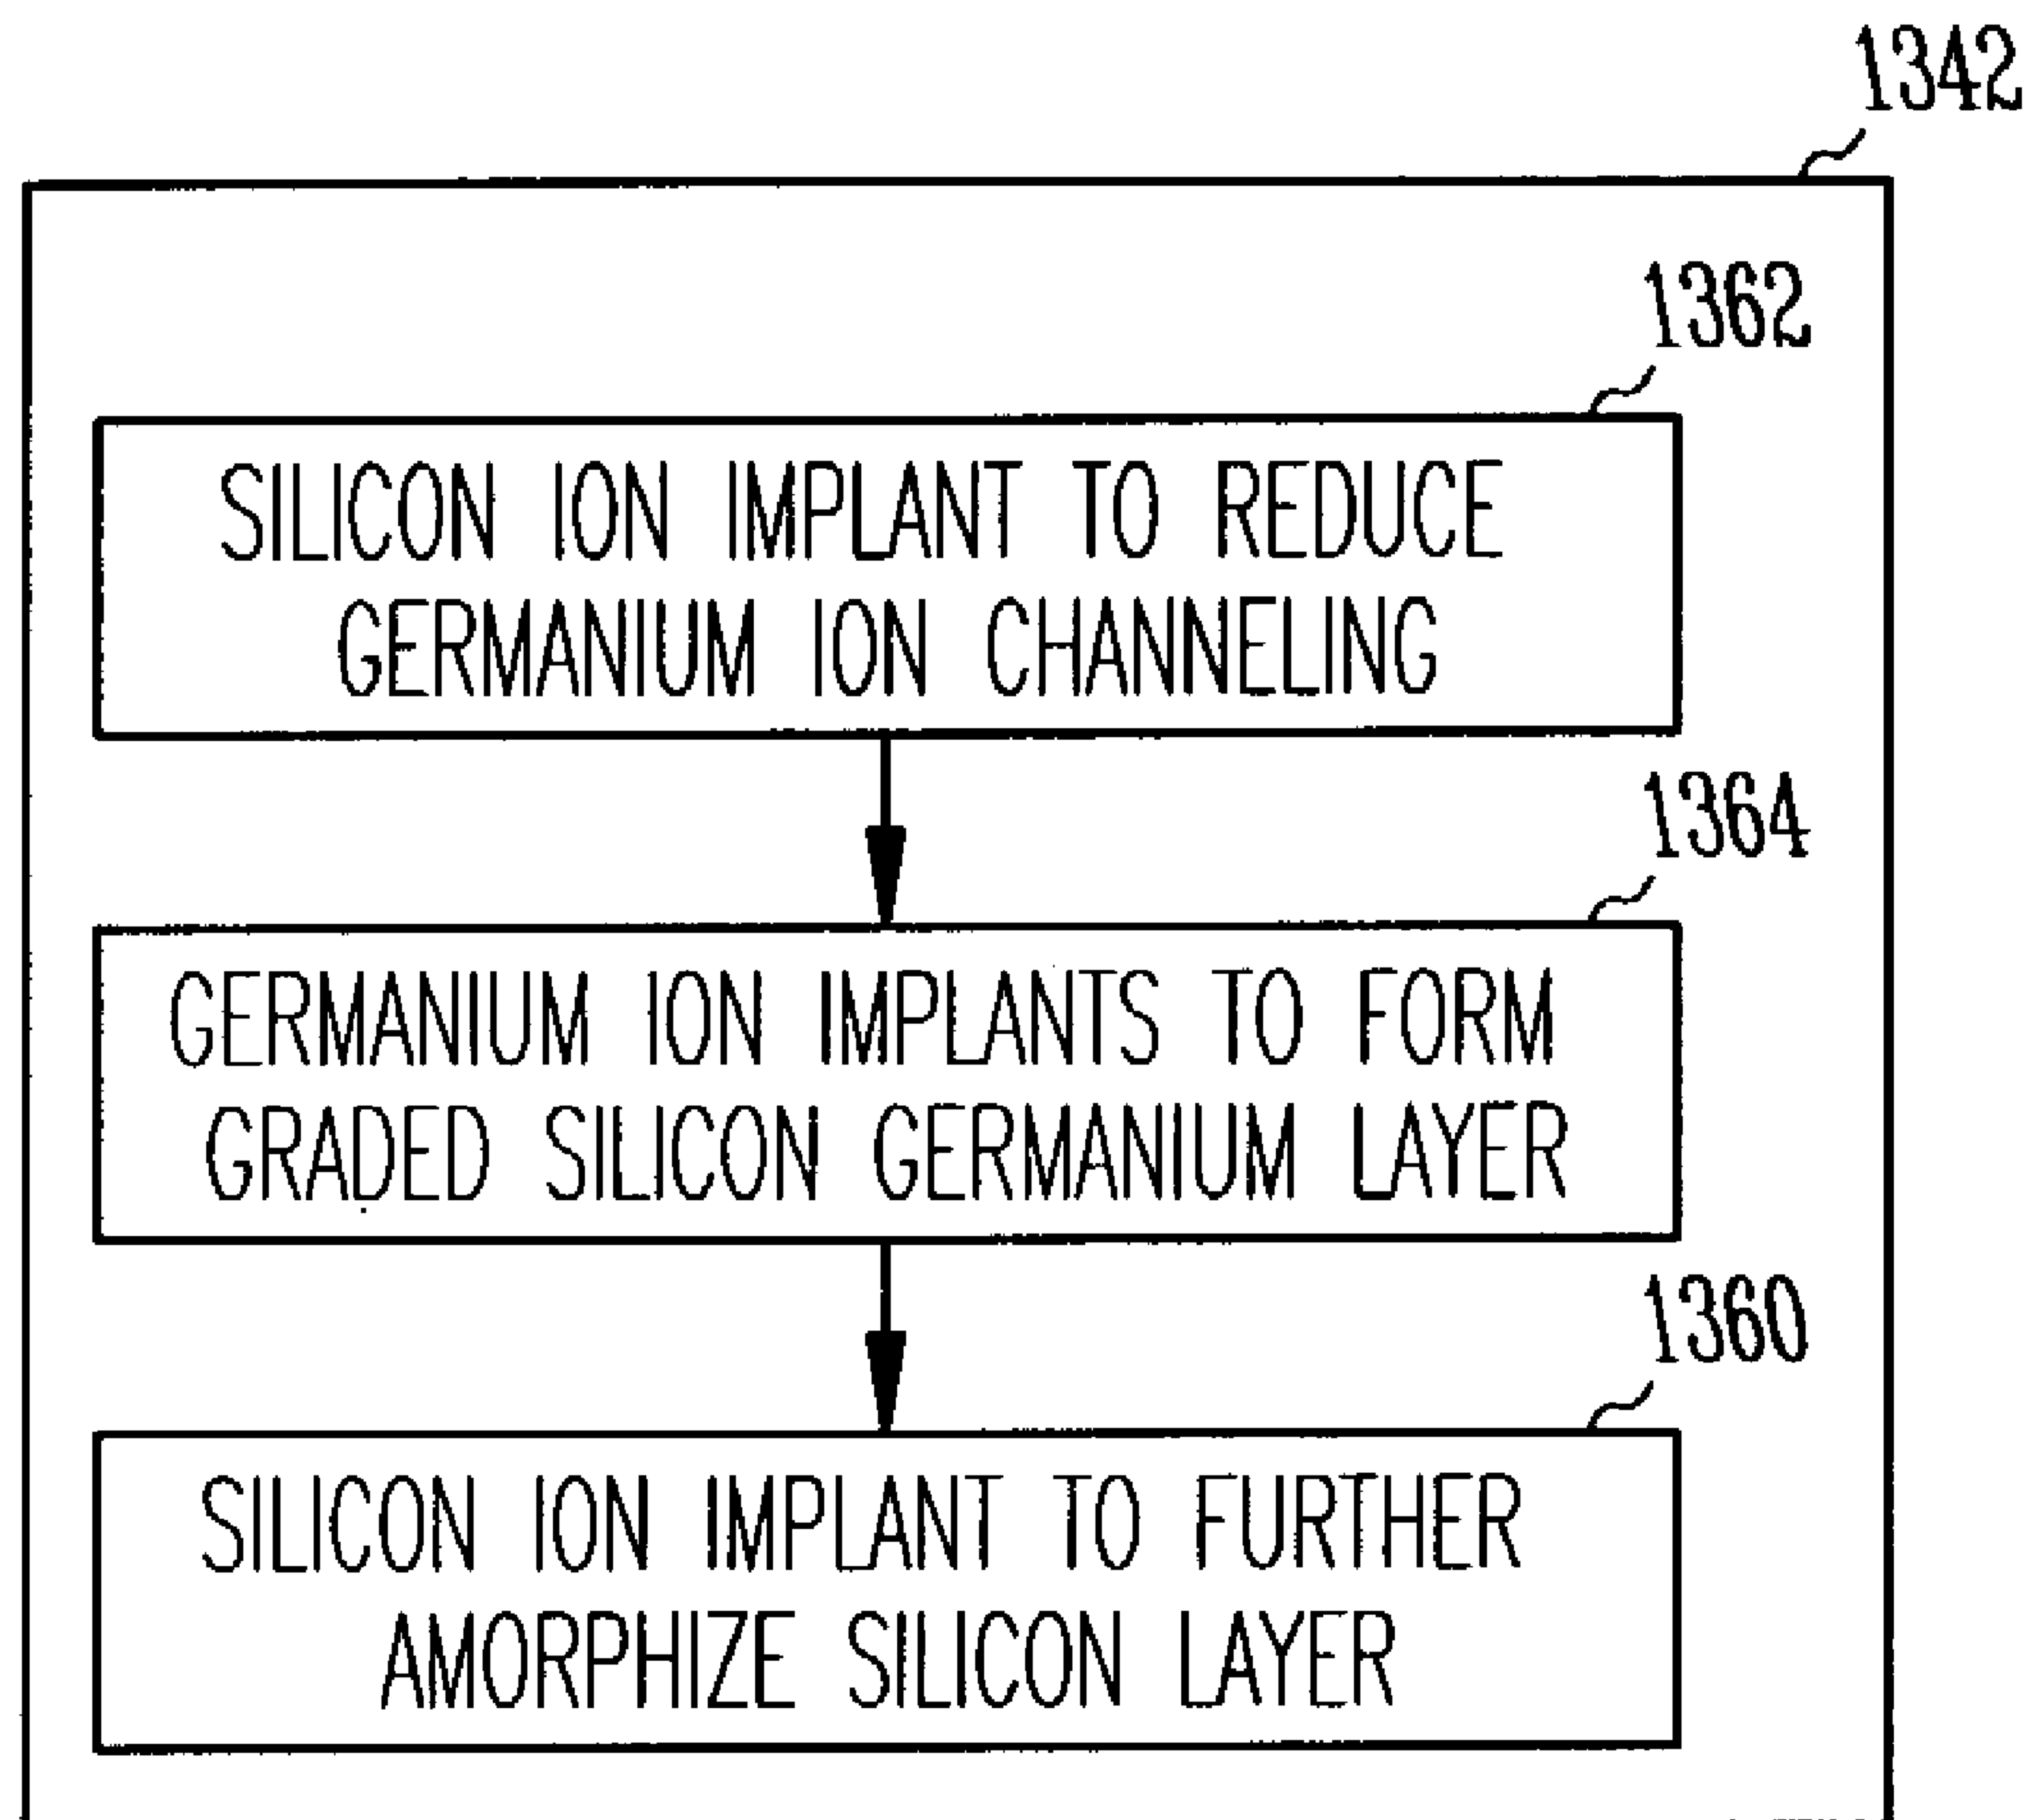 1342
1362
SILICON ION IMPLANT TO REDUCE
GERMANIUM ION CHANNELING
1364
GERMANIUM ION IMPLANTS TO FORM
GRADED SILICON GERMANIUM LAYER
1360
SILICON ION IMPLANT TO FURTHER
AMORPHIZE SILICON LAYER